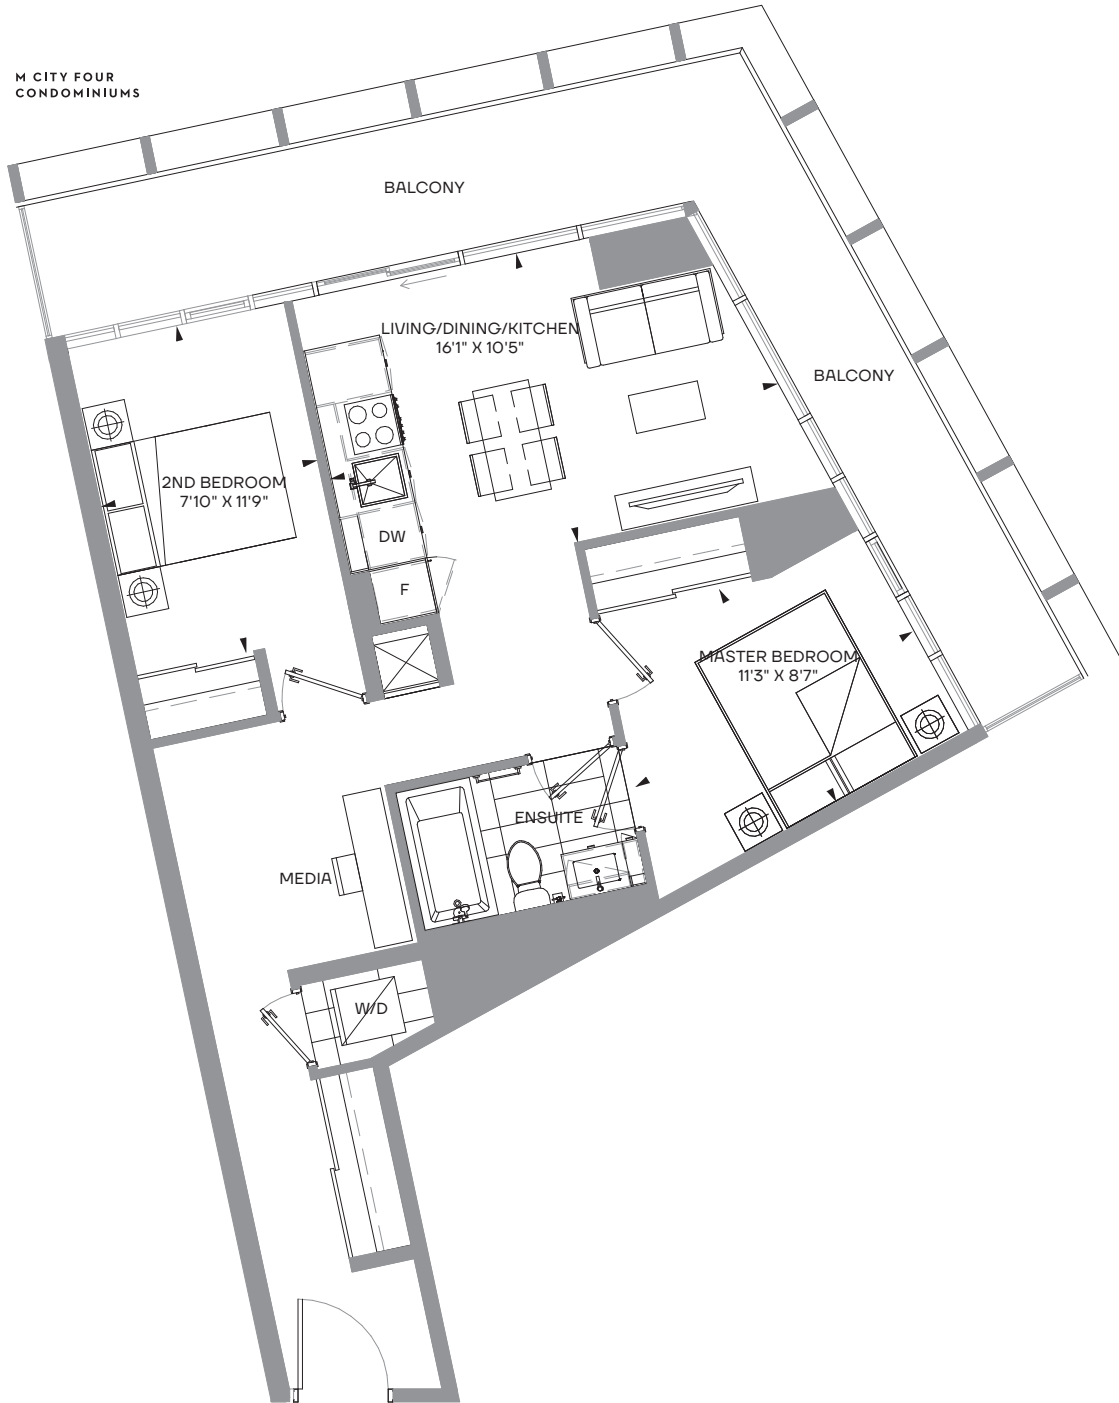 M CITY FOUR
CONDOMINIUMS
BALCONY
LIVING/DINING/KITCHEN
16'1" X 10'5"
BALCONY
2ND BEDROOM
7'10" X 11'9"
DW
F
MASTER BEDROOM
11'3" X 8'7"
ENSUITE
MEDIA
W/D